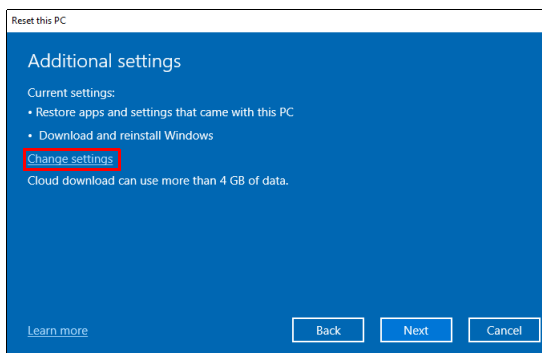 Reset this PC
Additional settings
Current settings:
• Restore apps and settings that came with this PC
• Download and reinstall Windows
Change settings
Cloud download can use more than 4 GB of data.
Learn more
Back
Next
Cancel